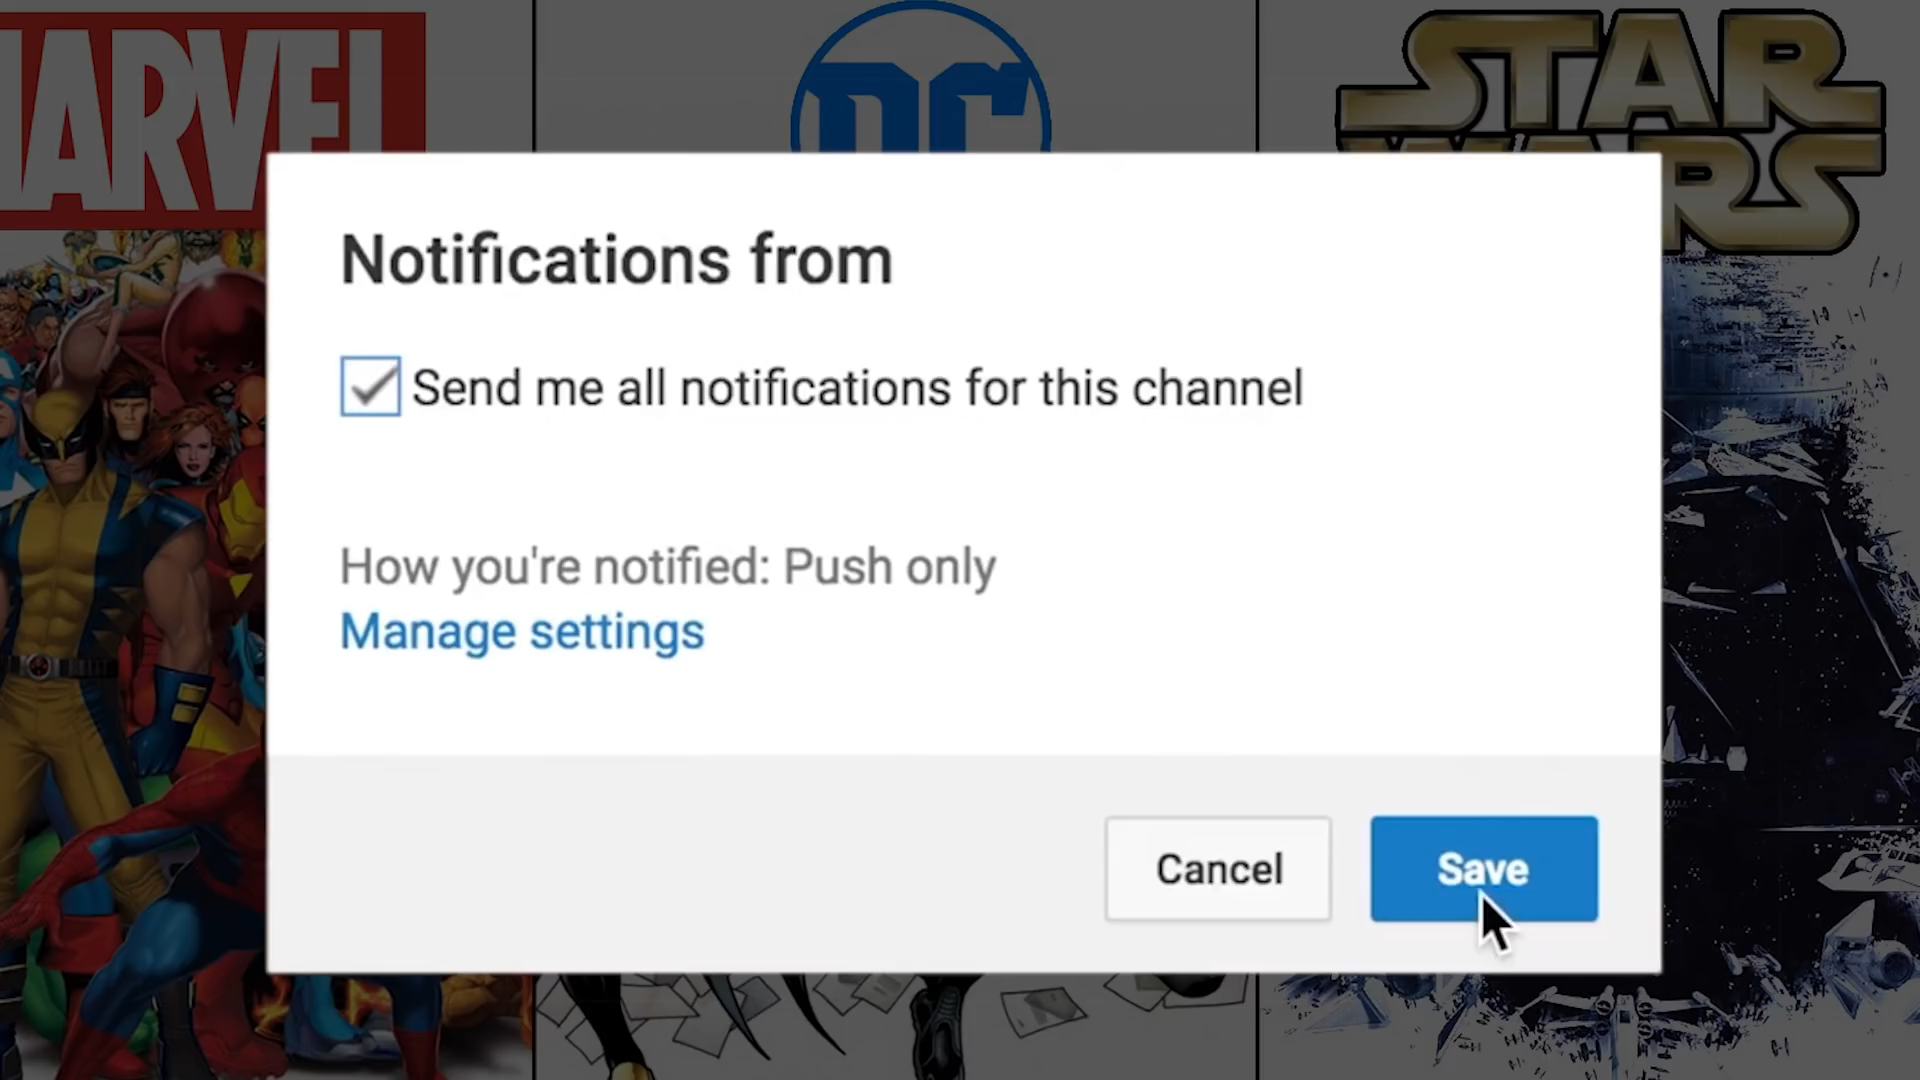 MARVEL
DC
STAR
WARS
Notifications from
Send me all notifications for this channel
How you're notified: Push only
Manage settings
Cancel
Save